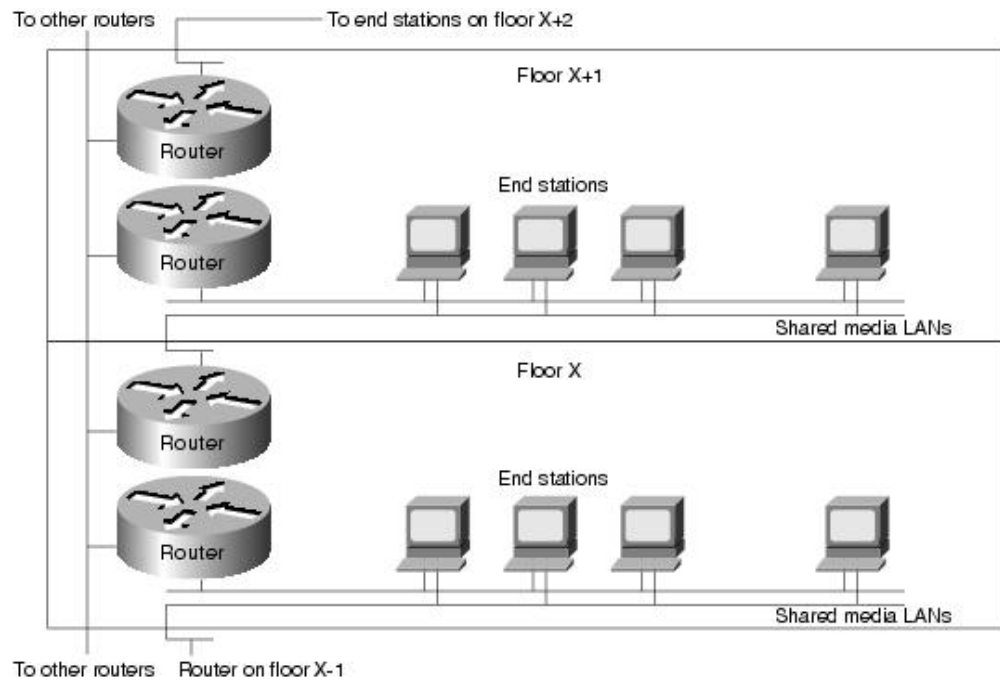 To other routers
To end stations on floor X+2
Floor X+1
Router
End stations
Router
Shared media LANs
Floor X
Router
End stations
Router
Shared media LANs
To other routers
Router on floor X-1